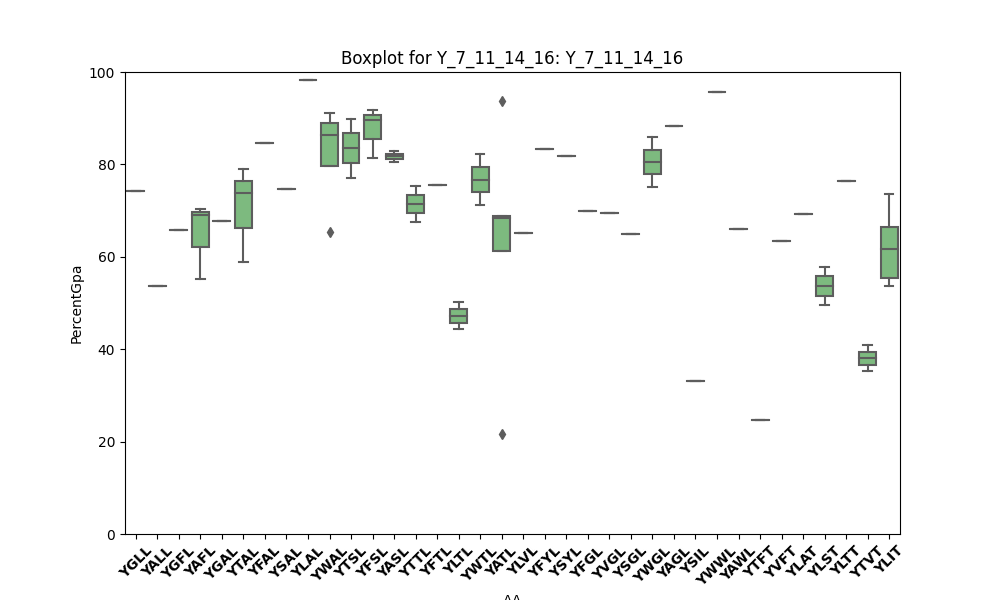 Boxplot for Y_7_11_14_16: Y_7_11_14_16
PercentGpa
100
80
60
40
20
0
YGLL YALL YGFL YAFL YGAL YTAL YFAL YSAL YLAL YWAL YTSL YFSL YASL YTTL YFTL YLTL YWTL YATL YLVL YFYL YSYL YFGL YVGL YSGL YWGL YAGL YSIL YWWL YAWL YTFT YVFT YLAT YLST YLTT YTVT YLIT
AA